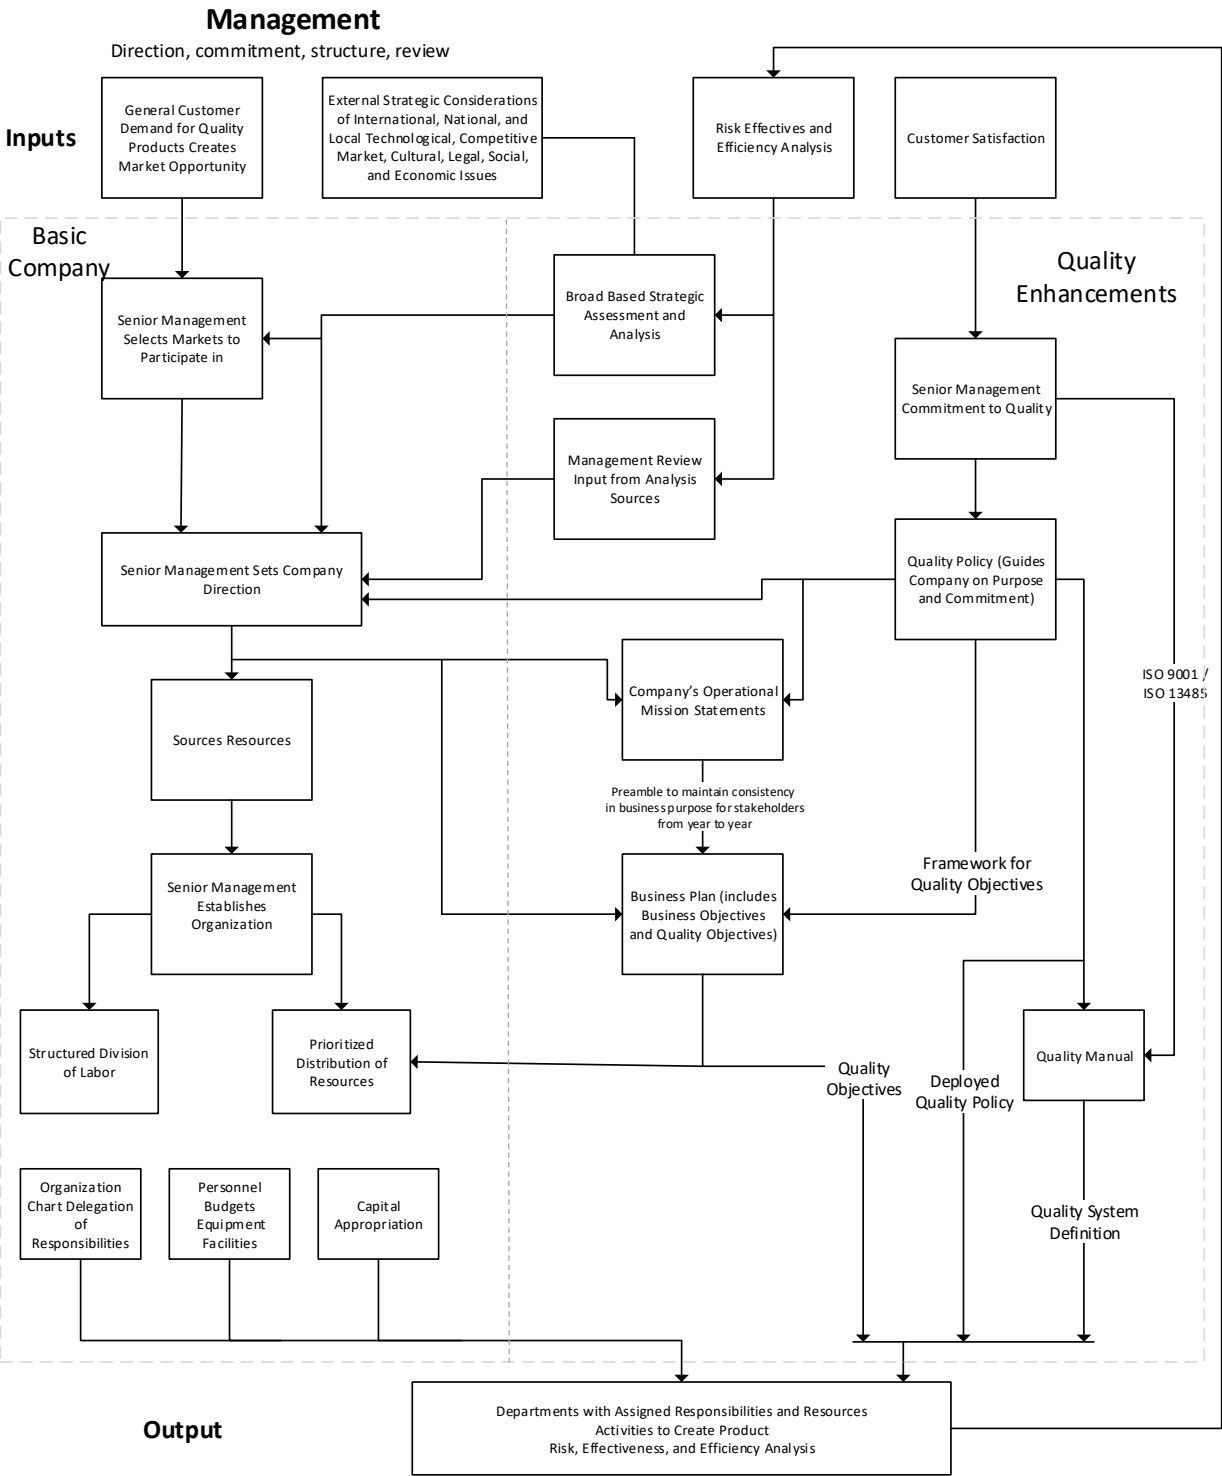 Management
Direction, commitment, structure, review
Inputs
General Customer
Demand for Quality
Products Creates
Market Opportunity
External Strategic Considerations
of International, National, and
Local Technological, Competitive
Market, Cultural, Legal, Social,
and Economic Issues
Risk Effectives and
Efficiency Analysis
Customer Satisfaction
Basic
Company
Quality
Enhancements
Senior Management
Selects Markets to
Participate in
Broad Based Strategic
Assessment and
Analysis
Senior Management
Commitment to Quality
Management Review
Input from Analysis
Sources
Senior Management Sets Company
Direction
Quality Policy (Guides
Company on Purpose
and Commitment)
ISO 9001 /
ISO 13485
Company’s Operational
Mission Statements
Sources Resources
Preamble to maintain consistency
in business purpose for stakeholders
from year to year
Senior Management
Establishes
Organization
Business Plan (includes
Business Objectives
and Quality Objectives)
Framework for
Quality Objectives
Structured Division
of Labor
Prioritized
Distribution of
Resources
Quality
Objectives
Deployed
Quality Policy
Quality Manual
Organization
Chart Delegation
of
Responsibilities
Personnel
Budgets
Equipment
Facilities
Capital
Appropriation
Quality System
Definition
Output
Departments with Assigned Responsibilities and Resources
Activities to Create Product
Risk, Effectiveness, and Efficiency Analysis